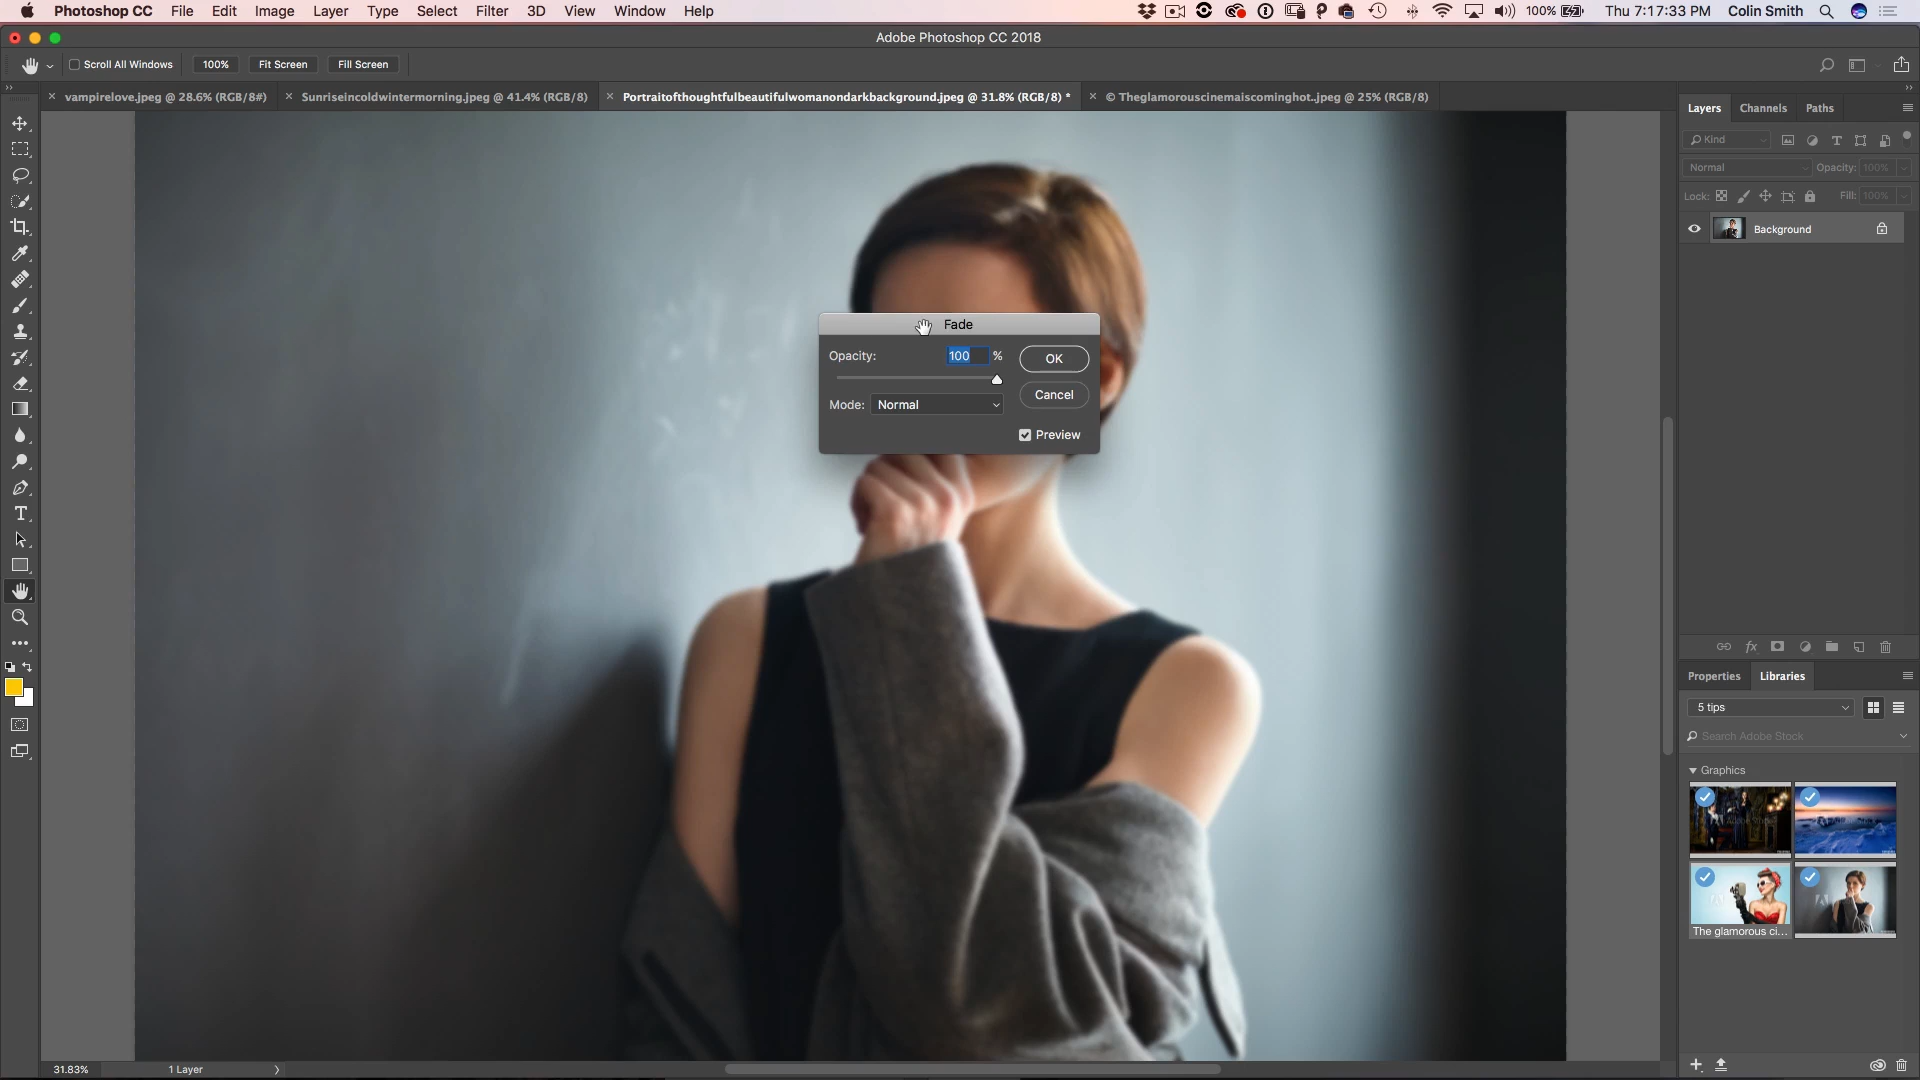 Photoshop CC File Edit Image Layer Type Select Filter 3D View Window Help 100% Thu 7:17:33 PM Colin Smith
Adobe Photoshop CC 2018
Scroll All Windows 100% Fit Screen Fill Screen
vampirelove.jpeg @ 28.6% (RGB/8#) Sunriseincoldwintermorning.jpeg @ 41.4% (RGB/8) Portraitofthoughtfulbeautifulwomanondarkbackground.jpeg @ 31.8% (RGB/8) * © Theglamorouscinemaiscominghot..jpeg @ 25% (RGB/8)
Layers Channels Paths
Kind
Normal Opacity: 100%
Lock: Fill: 100%
Background
Fade
Opacity: 100 % OK
Cancel
Mode: Normal
Preview
Properties Libraries
5 tips
Search Adobe Stock
Graphics
The glamorous ci...
31.83% 1 Layer